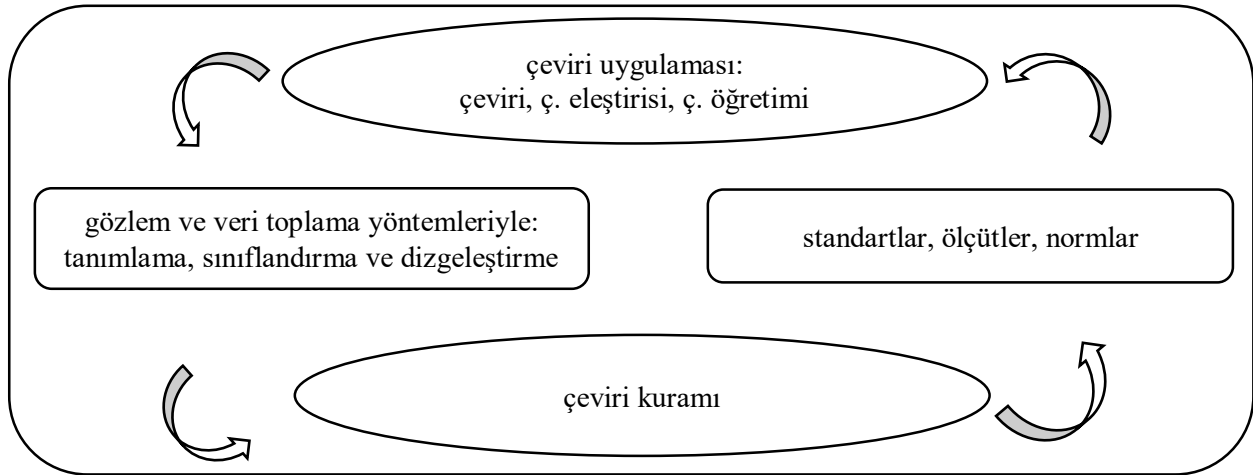 çeviri uygulaması:
çeviri, ç. eleştirisi, ç. öğretimi
gözlem ve veri toplama yöntemleriyle:
tanımlama, sınıflandırma ve dizgeleştirme
standartlar, ölçütler, normlar
çeviri kuramı